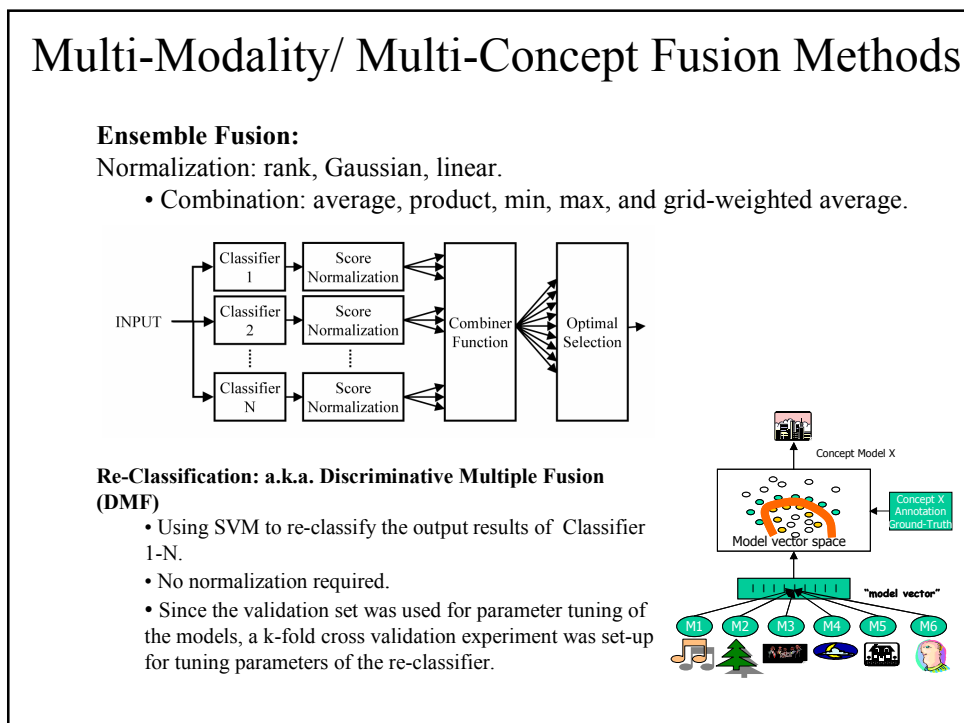 Multi-Modality/ Multi-Concept Fusion Methods
Ensemble Fusion:
Normalization: rank, Gaussian, linear.
• Combination: average, product, min, max, and grid-weighted average.
INPUT
Classifier
1
Score
Normalization
Classifier
2
Score
Normalization
Classifier
N
Score
Normalization
Combiner
Function
Optimal
Selection
Re-Classification: a.k.a. Discriminative Multiple Fusion
(DMF)
• Using SVM to re-classify the output results of Classifier
1-N.
• No normalization required.
• Since the validation set was used for parameter tuning of
the models, a k-fold cross validation experiment was set-up
for tuning parameters of the re-classifier.
Concept Model X
Concept X
Annotation
Ground-Truth
Model vector space
"model vector"
M1 M2 M3 M4 M5 M6